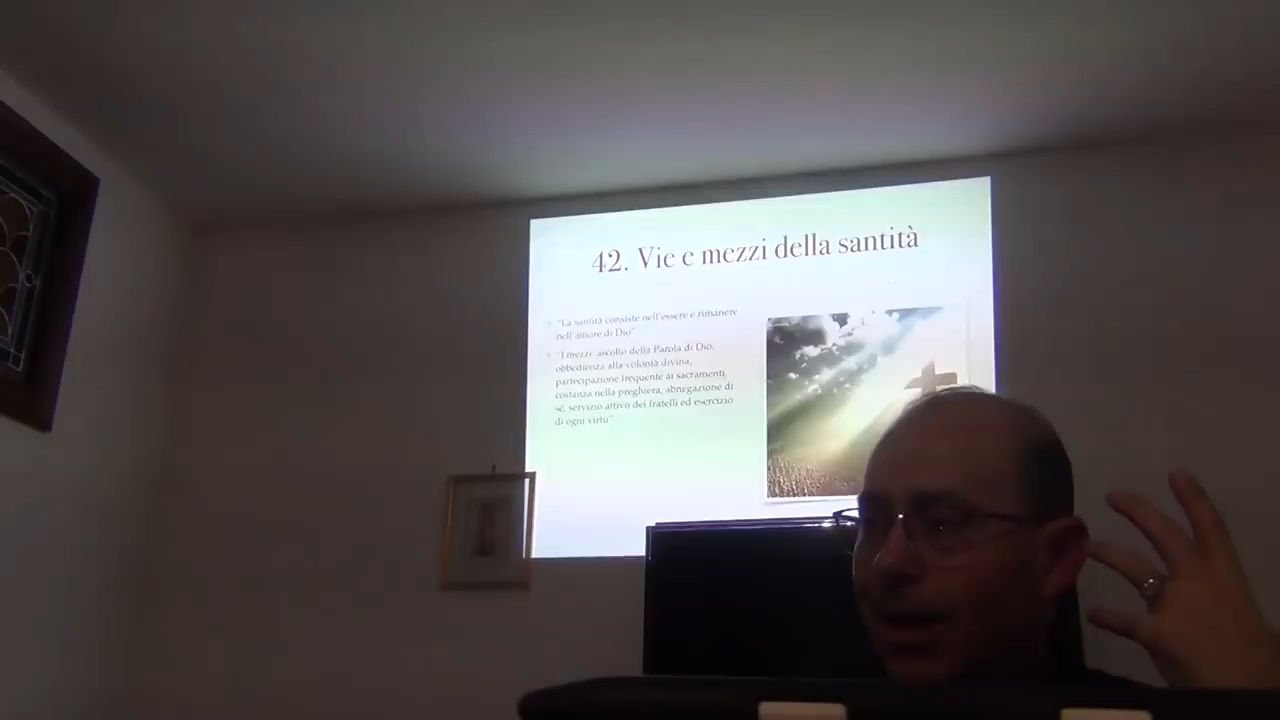 42. Vie e mezzi della santità
"La santità consiste nell'essere e rimanere
nell'amore di Dio"
"I mezzi: ascolto della Parola di Dio,
obbedienza alla volontà divina,
partecipazione frequente ai sacramenti,
costanza nella preghiera, abnegazione di
sé, servizio attivo dei fratelli ed esercizio
di ogni virtù"